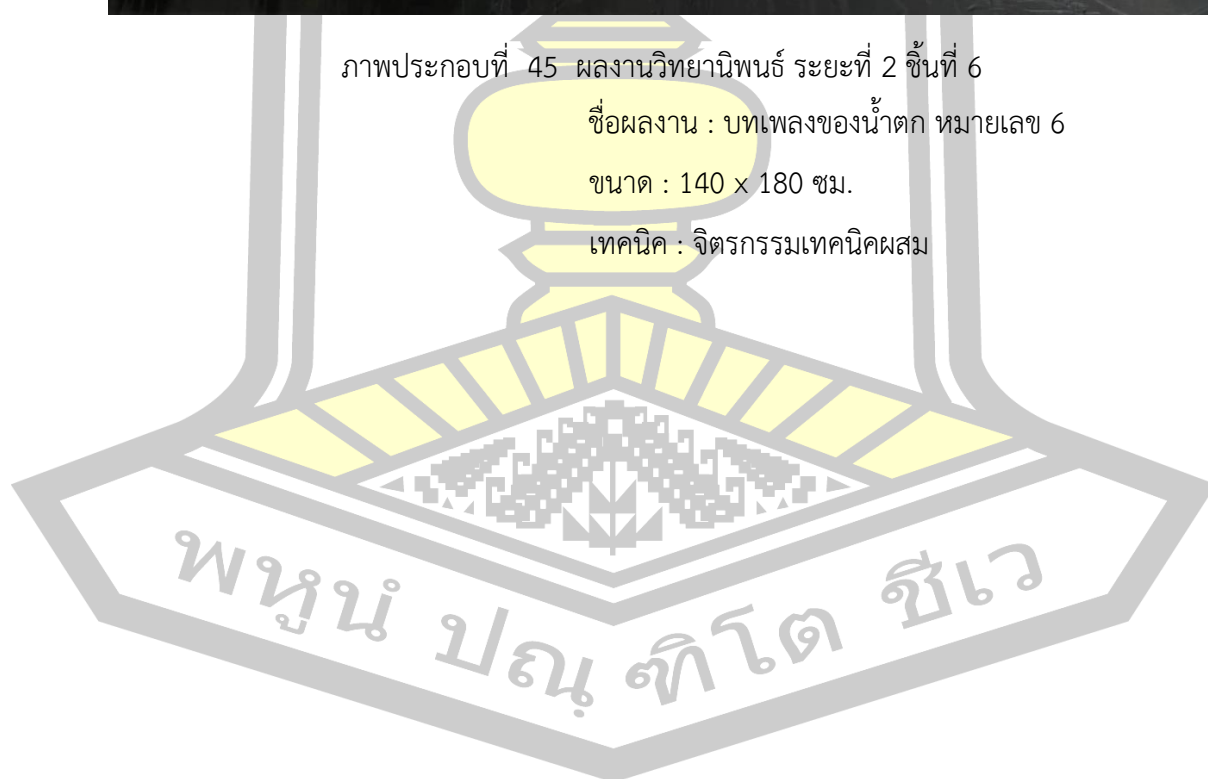 ภาพประกอบที่ 45 ผลงานวิทยานิพนธ์ ระยะที่ 2 ชิ้นที่ 6
ชื่อผลงาน : บทเพลงของน้ำตก หมายเลข 6
ขนาด : 140 x 180 ซม.
เทคนิค : จิตรกรรมเทคนิคผสม
พหูนํ ปณฺฑิโต ชีเว